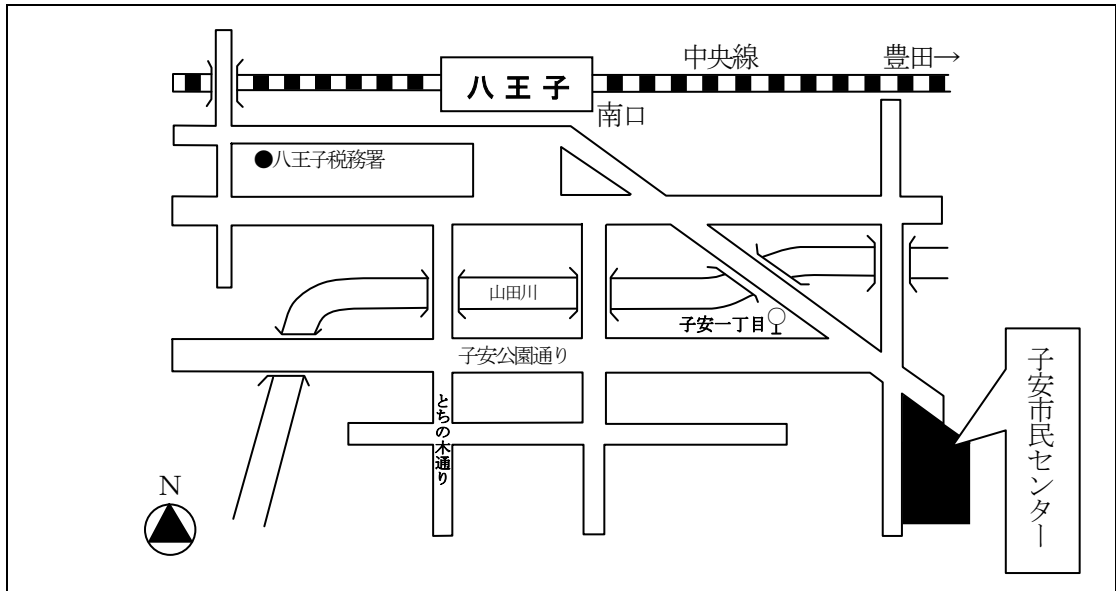 中央線
豊田→
八王子
南口
●八王子税務署
山田川
子安一丁目
子安公園通り
とちの木通り
子安市民センター
N